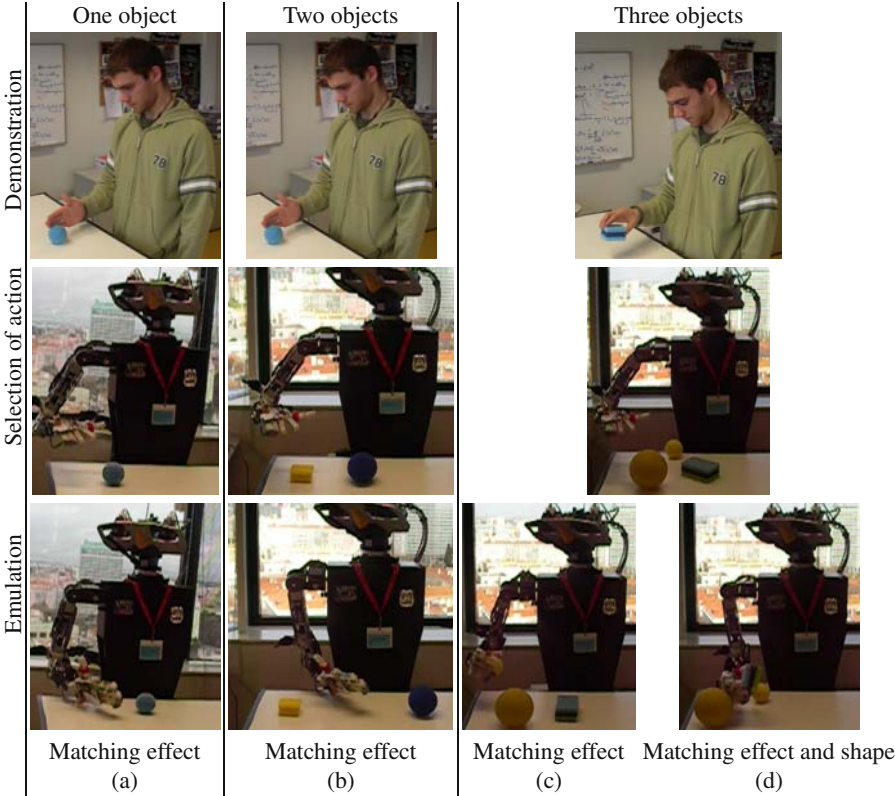 One object
Two objects
Three objects
Demonstration
78
78
78
Selection of action
Emulation
Matching effect
Matching effect
Matching effect
Matching effect and shape
(a)
(b)
(c)
(d)